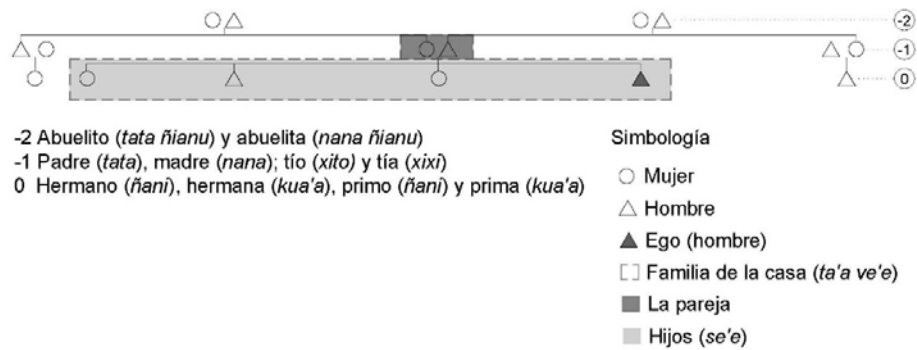 -2
-1
0
-2 Abuelito (tata ñianu) y abuelita (nana ñianu)
-1 Padre (tata), madre (nana); tío (xito) y tía (xixi)
0 Hermano (ñani), hermana (kua'a), primo (ñani) y prima (kua'a)
Simbología
Mujer
Hombre
Ego (hombre)
Familia de la casa (ta'a ve'e)
La pareja
Hijos (se'e)